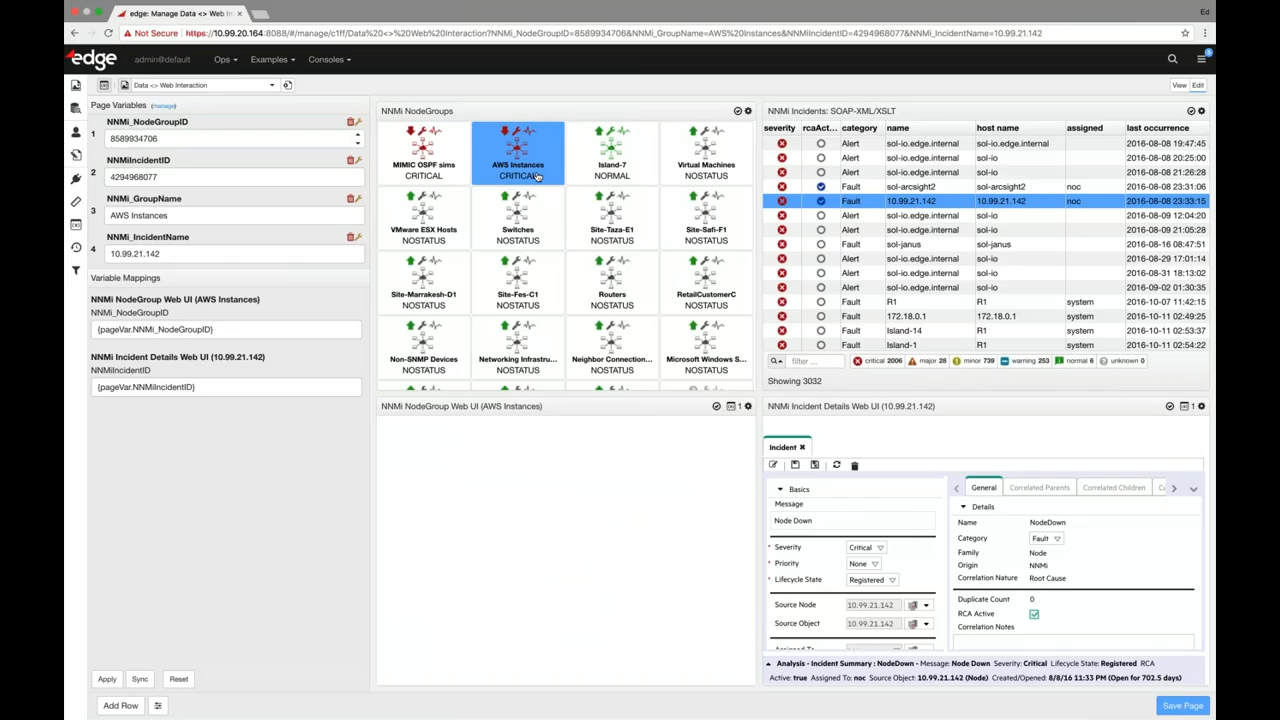 edge: Manage Data <> Web In
Ed
Not Secure https://10.99.20.164:8088/#/manage/c1ff/Data%20<>%20Web%20Interaction?NNMi_NodeGroupID=8589934706&NNMi_GroupName=AWS%20Instances&NNMiIncidentID=4294968077&NNMi_IncidentName=10.99.21.142
edge admin@default Ops Examples Consoles
Data <> Web Interaction View Edit
Page Variables (manage)
NNMi_NodeGroupID
1 8589934706
NNMiIncidentID
2 4294968077
NNMi_GroupName
3 AWS Instances
NNMi_IncidentName
4 10.99.21.142
Variable Mappings
NNMi NodeGroup Web UI (AWS Instances)
NNMi_NodeGroupID
{pageVar.NNMi_NodeGroupID}
NNMi Incident Details Web UI (10.99.21.142)
NNMiIncidentID
{pageVar.NNMiIncidentID}
Apply Sync Reset
Add Row
NNMi NodeGroups
MIMIC OSPF sims AWS Instances Island-7 Virtual Machines
CRITICAL CRITICAL NORMAL NOSTATUS
VMware ESX Hosts Switches Site-Taza-E1 Site-Safi-F1
NOSTATUS NOSTATUS NOSTATUS NOSTATUS
Site-Marrakesh-D1 Site-Fes-C1 Routers RetailCustomerC
NOSTATUS NOSTATUS NOSTATUS NOSTATUS
Non-SNMP Devices Networking Infrastru... Neighbor Connection... Microsoft Windows S...
NOSTATUS NOSTATUS NOSTATUS NOSTATUS
NNMi Incidents: SOAP-XML/XSLT
severity rcaAct... category name host name assigned last occurrence
Alert sol-io.edge.internal sol-io.edge.internal 2016-08-08 19:47:45
Alert sol-io.edge.internal sol-io 2016-08-08 20:25:00
Alert sol-io.edge.internal sol-io 2016-08-08 21:26:28
Fault sol-arcsight2 sol-arcsight2 noc 2016-08-08 23:31:06
Fault 10.99.21.142 10.99.21.142 noc 2016-08-08 23:33:15
Alert sol-io.edge.internal sol-io 2016-08-09 12:04:20
Alert sol-io.edge.internal sol-io 2016-08-09 21:05:28
Fault sol-janus sol-janus 2016-08-16 08:47:51
Alert sol-io.edge.internal sol-io 2016-08-29 17:01:14
Alert sol-io.edge.internal sol-io 2016-08-31 18:13:02
Alert sol-io.edge.internal sol-io 2016-09-02 01:30:35
Fault R1 R1 system 2016-10-07 11:42:15
Fault 172.18.0.1 R1 system 2016-10-11 02:49:25
Fault Island-14 R1 system 2016-10-11 02:53:37
Fault Island-1 R1 system 2016-10-11 02:54:22
filter ... critical 2006 major 28 minor 739 warning 253 normal 6 unknown 0
Showing 3032
NNMi NodeGroup Web UI (AWS Instances) 1
NNMi Incident Details Web UI (10.99.21.142) 1
Incident
Basics
Message
Node Down
* Severity Critical
* Priority None
* Lifecycle State Registered
Source Node 10.99.21.142
Source Object 10.99.21.142
General Correlated Parents Correlated Children
Details
Name NodeDown
Category Fault
Family Node
Origin NNMi
Correlation Nature Root Cause
Duplicate Count 0
RCA Active
Correlation Notes
Analysis - Incident Summary : NodeDown - Message: Node Down Severity: Critical Lifecycle State: Registered RCA
Active: true Assigned To: noc Source Object: 10.99.21.142 (Node) Created/Opened: 8/8/16 11:33 PM (Open for 702.5 days)
Save Page